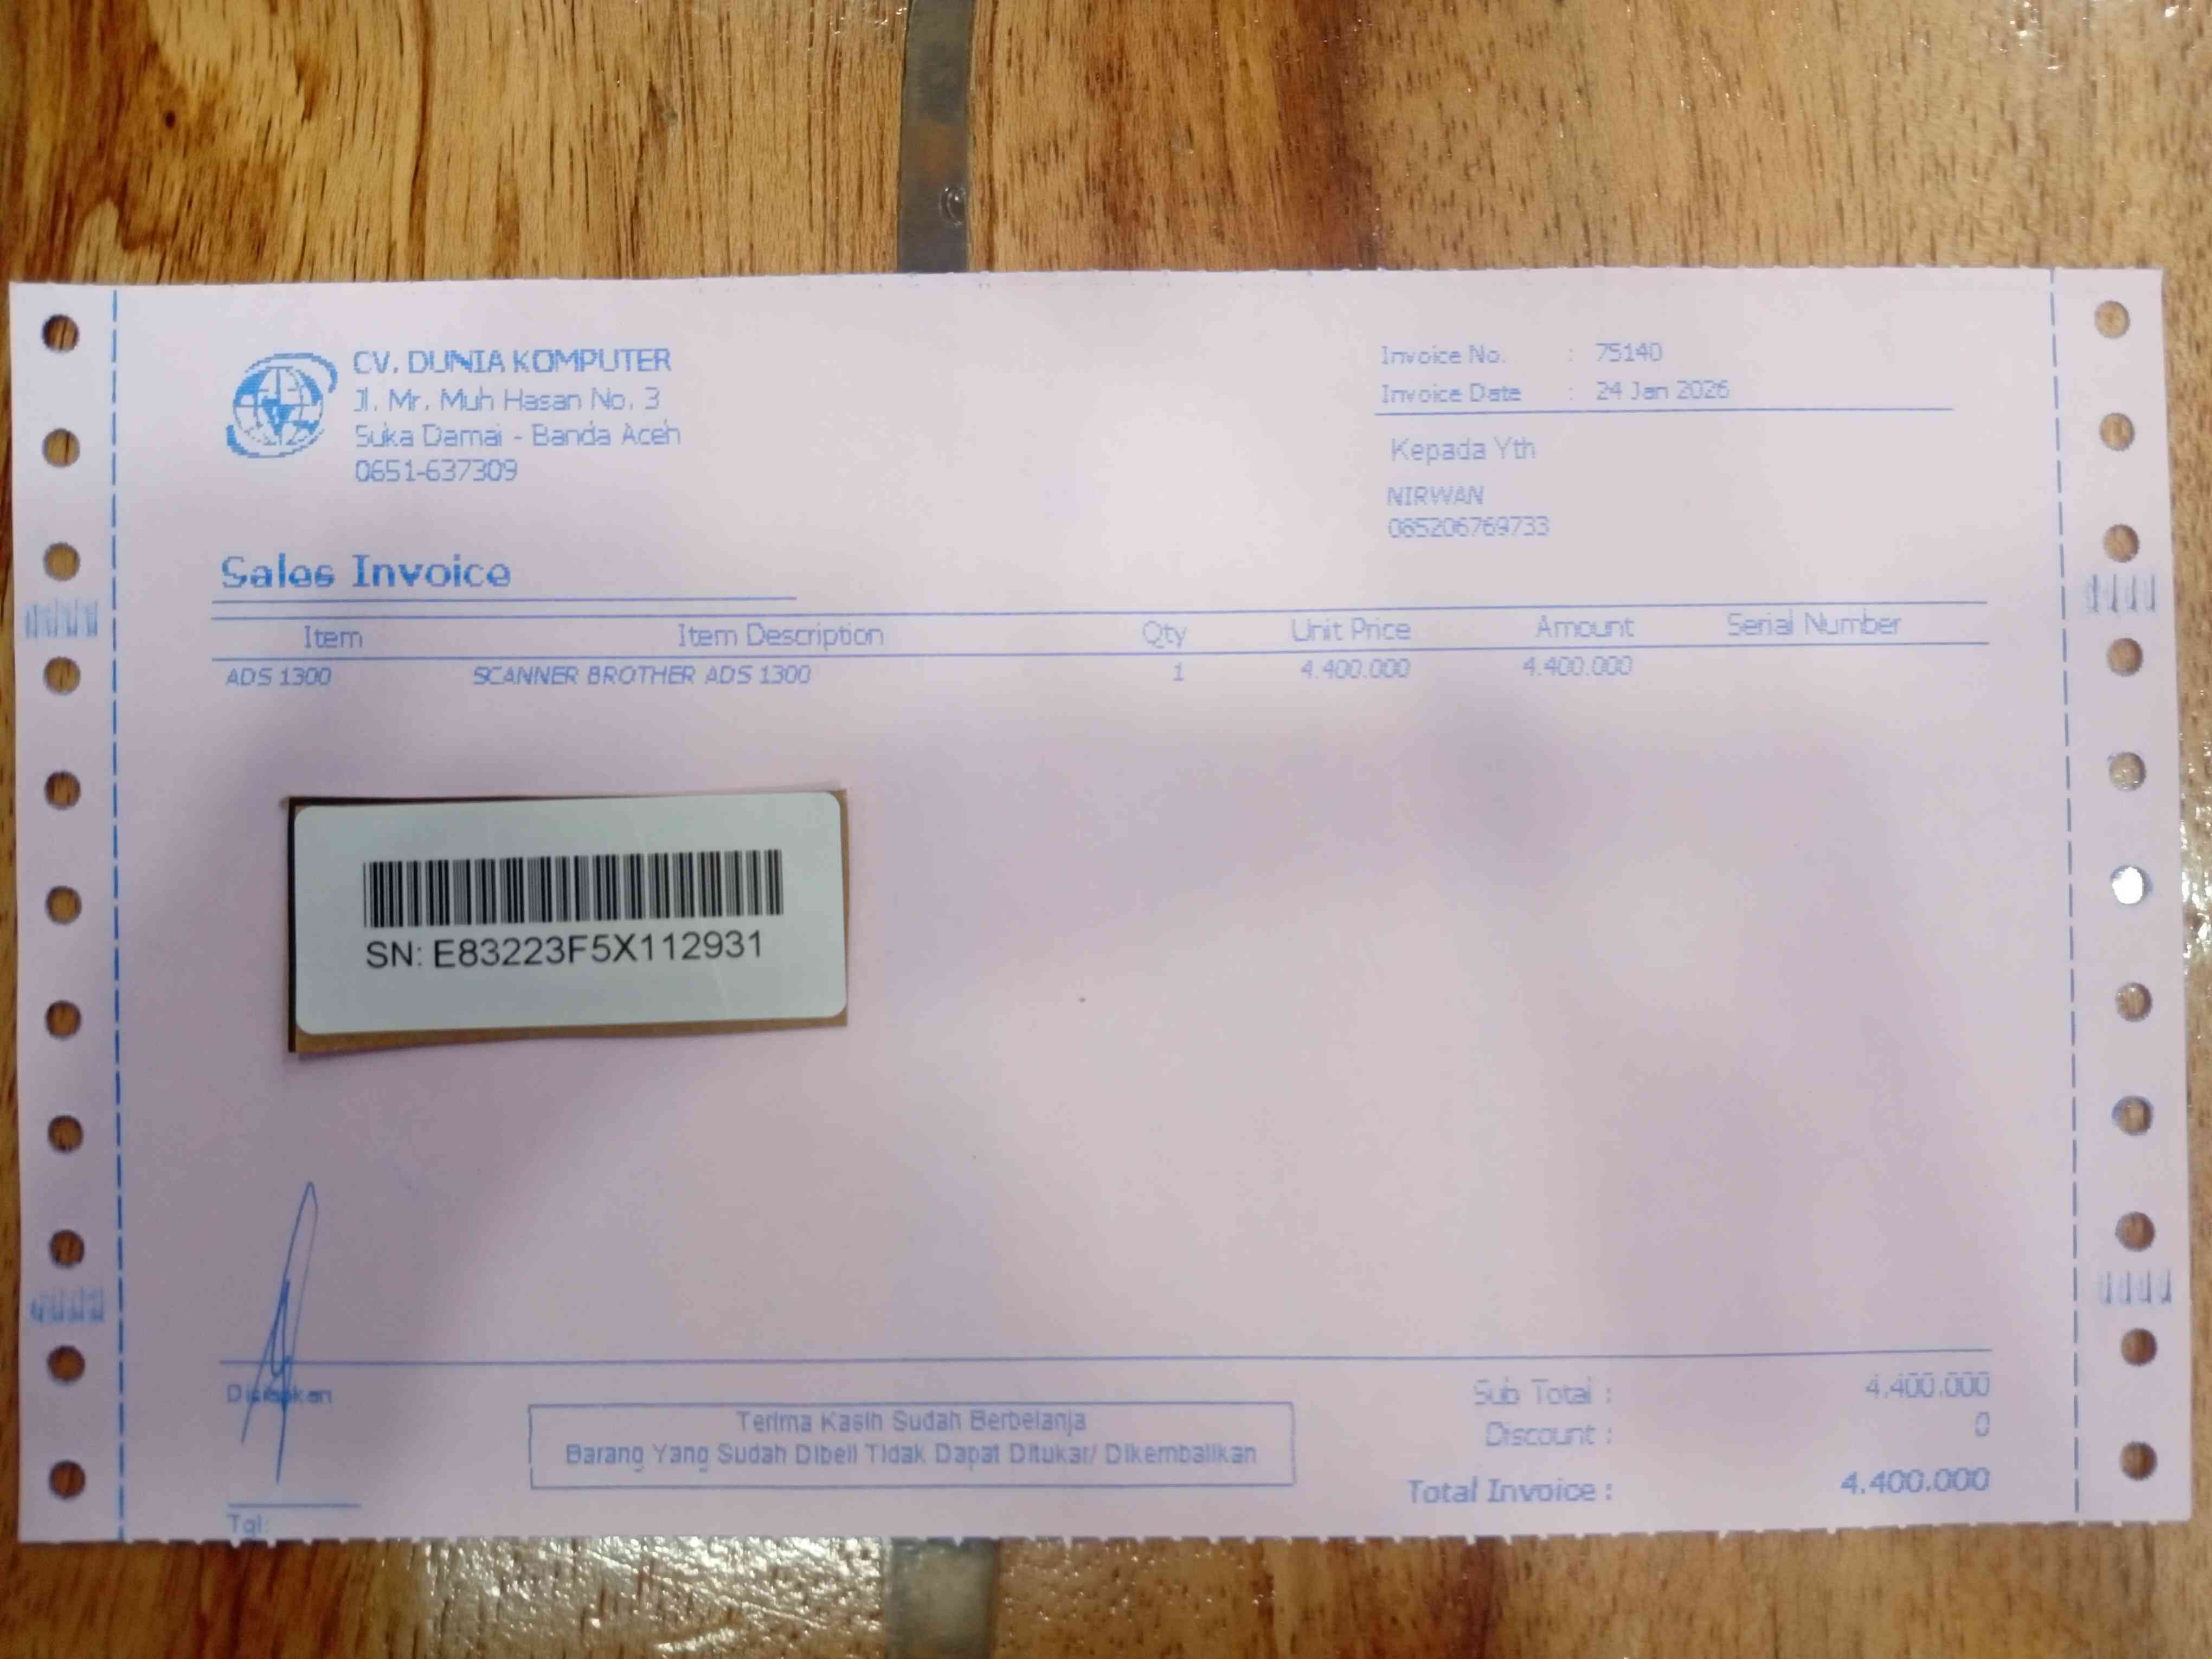 CV. DUNIA KOMPUTER
Jl. Mr. Muh Hasan No. 3
Suka Damai - Banda Aceh
0651-637309
Invoice No. : 75140
Invoice Date : 24 Jan 2026
Kepada Yth
NIRWAN
085206769733
Sales Invoice
Item Item Description Qty Unit Price Amount Serial Number
ADS 1300 SCANNER BROTHER ADS 1300 1 4.400.000 4.400.000
SN: E83223F5X112931
Disiapkan
Tgl:
Terima Kasih Sudah Berbelanja
Barang Yang Sudah Dibeli Tidak Dapat Ditukar/ Dikembalikan
Sub Total : 4.400.000
Discount : 0
Total Invoice : 4.400.000